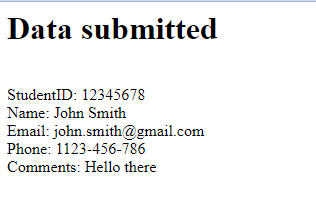 Data submitted
StudentID: 12345678
Name: John Smith
Email: john.smith@gmail.com
Phone: 1123-456-786
Comments: Hello there